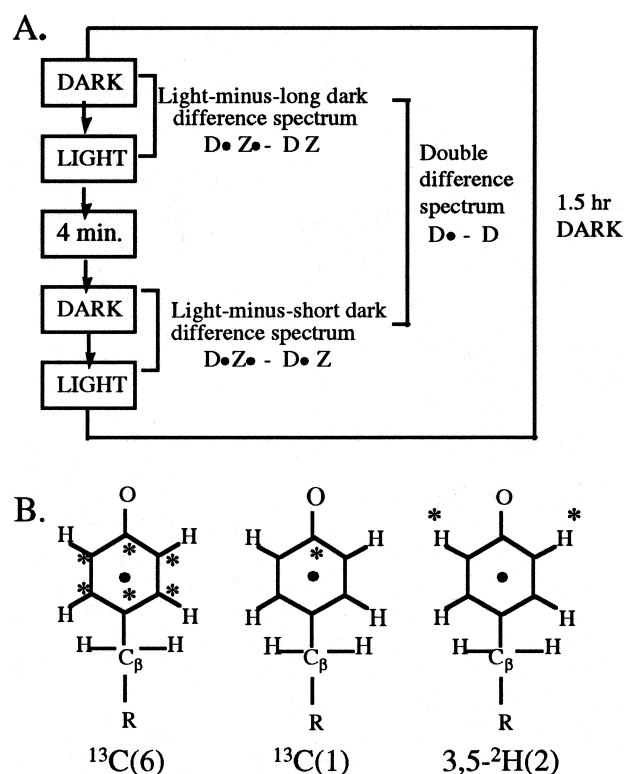 A.
DARK
LIGHT
4 min.
DARK
LIGHT
Light-minus-long dark
difference spectrum
D• Z• - D Z
Light-minus-short dark
difference spectrum
D•Z• - D• Z
Double
difference
spectrum
D• - D
1.5 hr
DARK
B.
O
H H
* * *
•
* * *
H H
H H
Cβ
R
¹³C(6)
O
H H
*
•
H H
H H
Cβ
R
¹³C(1)
O
* *
H H
•
H H
H H
Cβ
R
3,5-²H(2)